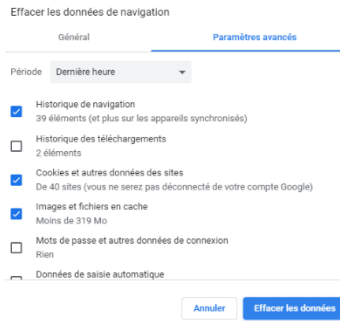 Effacer les données de navigation
Général
Paramètres avancés
Période
Dernière heure
Historique de navigation
39 éléments (et plus sur les appareils synchronisés)
Historique des téléchargements
2 éléments
Cookies et autres données des sites
De 40 sites (vous ne serez pas déconnecté de votre compte Google)
Images et fichiers en cache
Moins de 319 Mo
Mots de passe et autres données de connexion
Rien
Données de saisie automatique
Annuler
Effacer les données